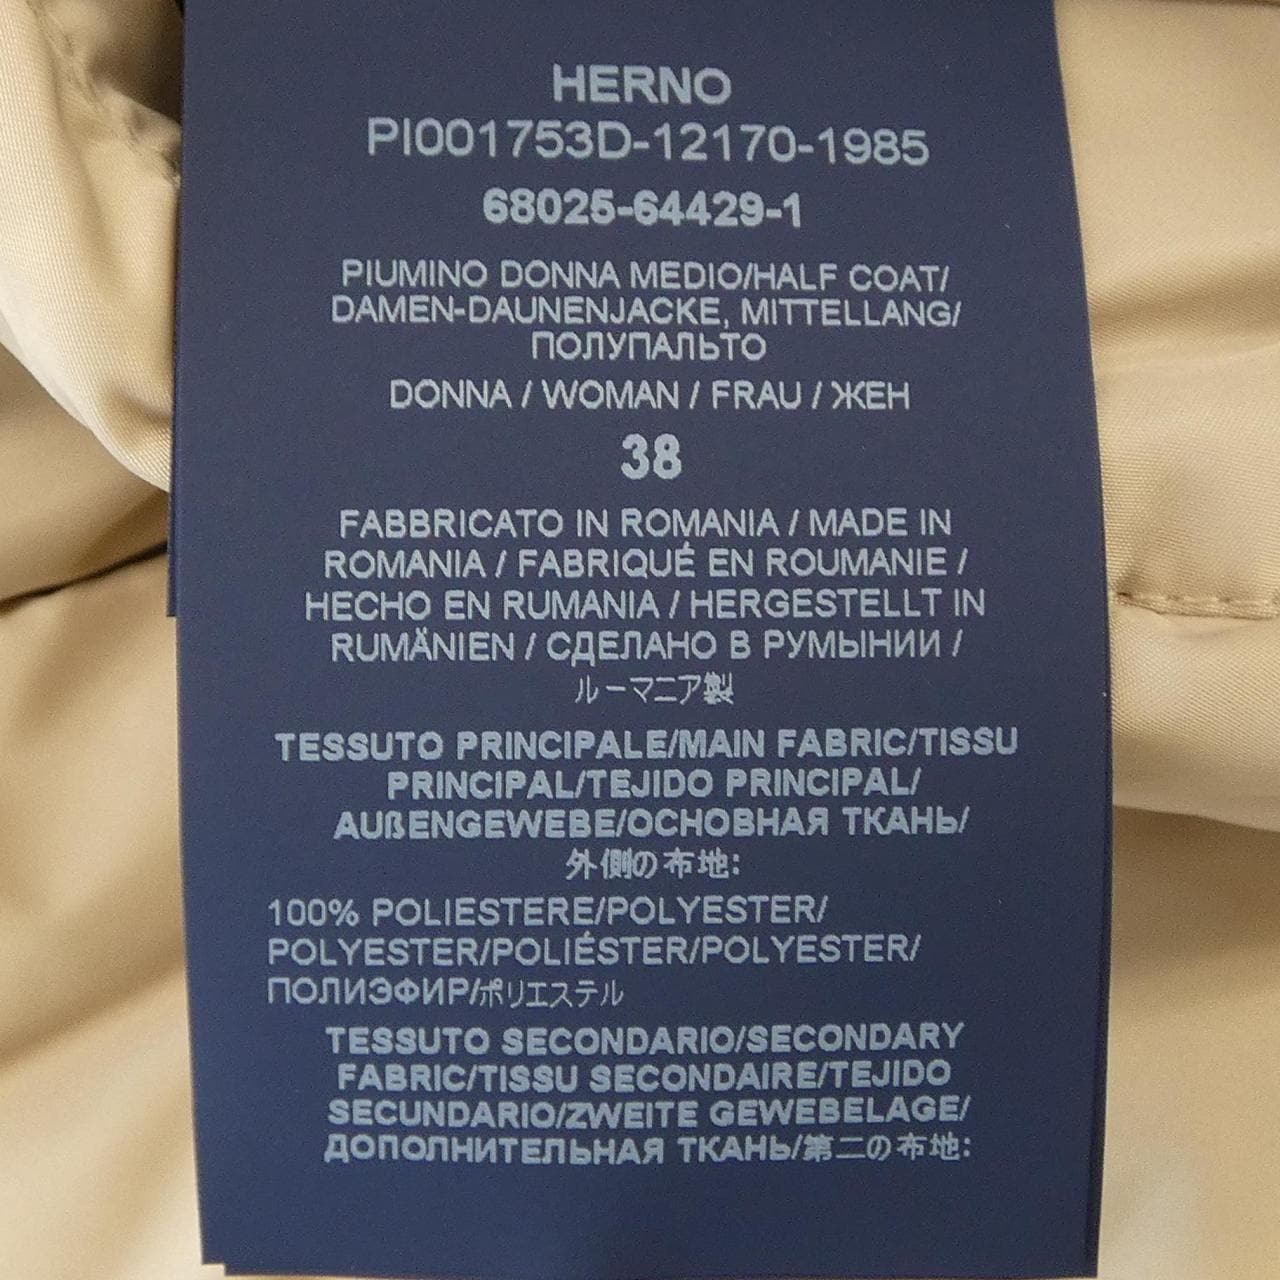 HERNO
PI001753D-12170-1985
68025-64429-1
PIUMINO DONNA MEDIO/HALF COAT/
DAMEN-DAUNENJACKE, MITTELLANG/
ПОЛУПАЛЬТО
DONNA / WOMAN / FRAU / ЖЕН
38
FABBRICATO IN ROMANIA / MADE IN
ROMANIA / FABRIQUÉ EN ROUMANIE /
HECHO EN RUMANIA / HERGESTELLT IN
RUMÄNIEN / СДЕЛАНО В РУМЫНИИ /
ルーマニア製
TESSUTO PRINCIPALE/MAIN FABRIC/TISSU
PRINCIPAL/TEJIDO PRINCIPAL/
AUßENGEWEBE/ОСНОВНАЯ ТКАНЬ/
外側の布地:
100% POLIESTERE/POLYESTER/
POLYESTER/POLIÉSTER/POLYESTER/
ПОЛИЭФИР/ポリエステル
TESSUTO SECONDARIO/SECONDARY
FABRIC/TISSU SECONDAIRE/TEJIDO
SECUNDARIO/ZWEITE GEWEBELAGE/
ДОПОЛНИТЕЛЬНАЯ ТКАНЬ/第二の布地: